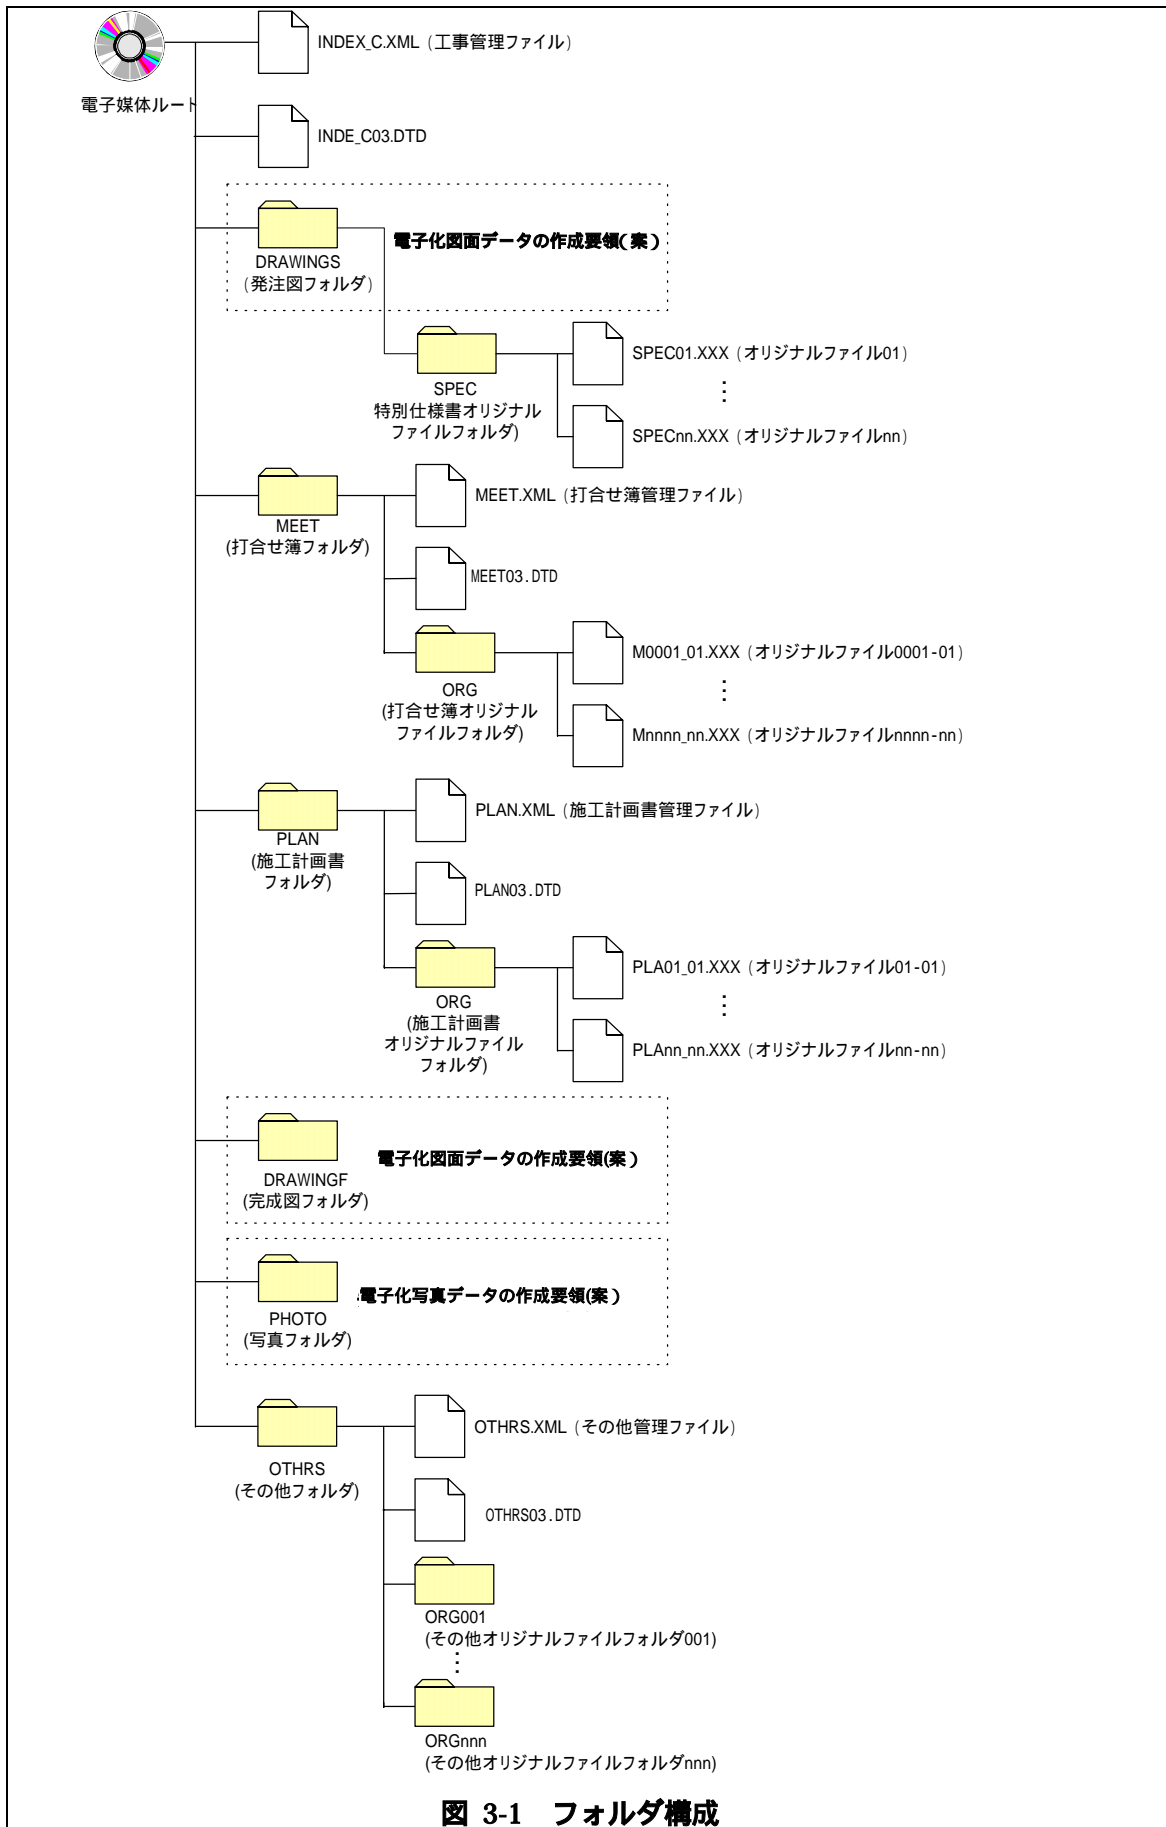 INDEX_C.XML（工事管理ファイル）
電子媒体ルート
INDE_C03.DTD
電子化図面データの作成要領(案）
DRAWINGS
（発注図フォルダ）
SPEC01.XXX（オリジナルファイル01）
⋮
SPEC
特別仕様書オリジナル
ファイルフォルダ)
SPECnn.XXX（オリジナルファイルnn）
MEET.XML（打合せ簿管理ファイル）
MEET
(打合せ簿フォルダ)
MEET03.DTD
M0001_01.XXX（オリジナルファイル0001-01）
⋮
ORG
(打合せ簿オリジナル
ファイルフォルダ)
Mnnnn_nn.XXX（オリジナルファイルnnnn-nn）
PLAN.XML（施工計画書管理ファイル）
PLAN
(施工計画書
フォルダ)
PLAN03.DTD
PLA01_01.XXX（オリジナルファイル01-01）
⋮
ORG
(施工計画書
オリジナルファイル
フォルダ)
PLAnn_nn.XXX（オリジナルファイルnn-nn）
電子化図面データの作成要領(案）
DRAWINGF
(完成図フォルダ)
電子化写真データの作成要領(案）
PHOTO
(写真フォルダ)
OTHRS.XML（その他管理ファイル）
OTHRS
(その他フォルダ)
OTHRS03.DTD
ORG001
(その他オリジナルファイルフォルダ001)
⋮
ORGnnn
(その他オリジナルファイルフォルダnnn)
図 3-1　フォルダ構成